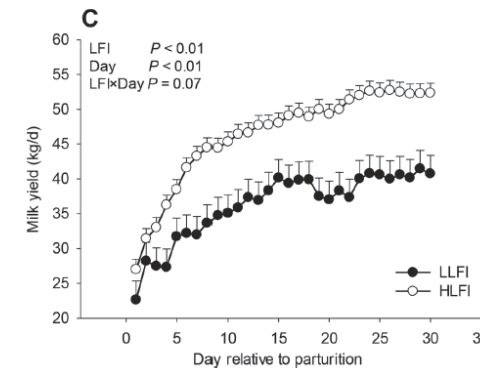 C
60
55
50
45
40
35
30
25
20
LFI P < 0.01
Day P < 0.01
LFI×Day P = 0.07
Milk yield (kg/d)
LLFI
HLFI
0 5 10 15 20 25 30
Day relative to parturition